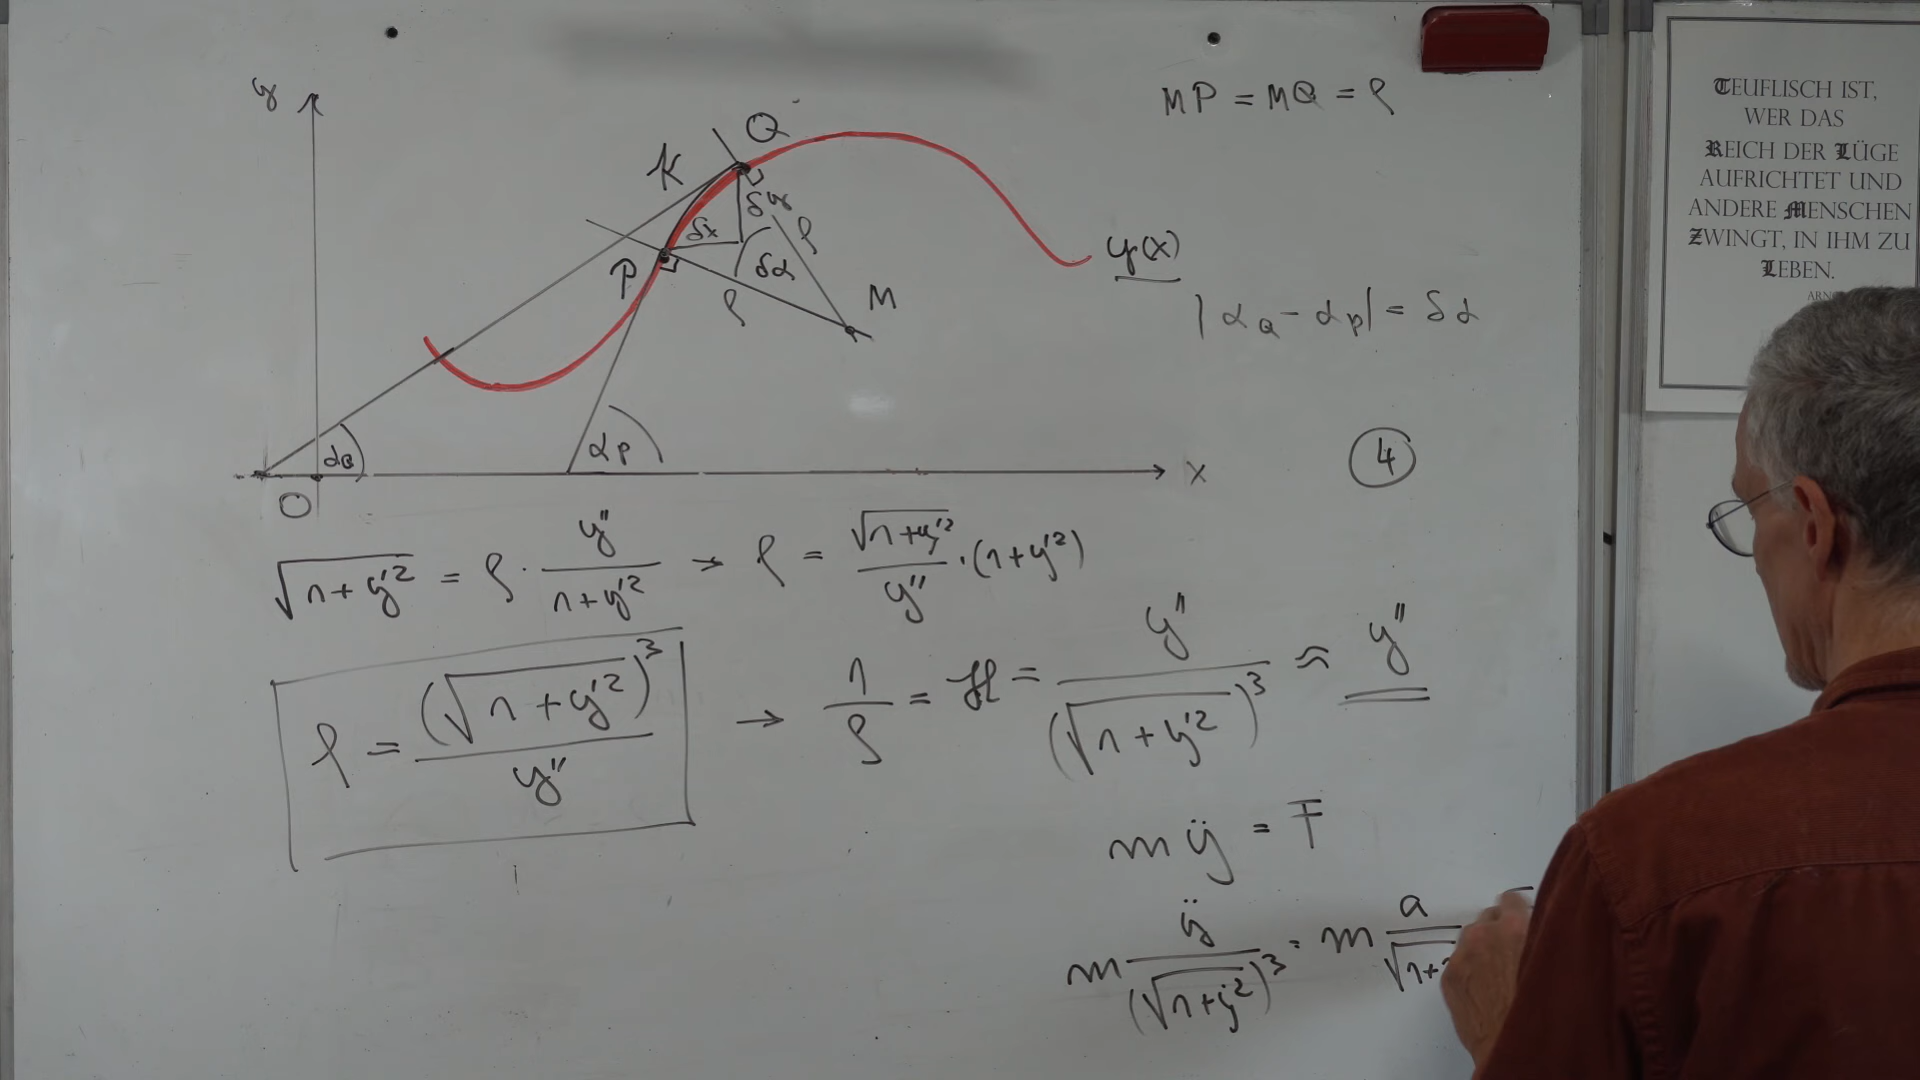 y
K
Q
MP = MQ = ρ
δx
δy
ρ
δα
P
ρ
M
y(x)
|α_Q - α_P| = δα
α_Q
α_P
O
x
④
√(1+y'²) = ρ · y''/(1+y'²) → ρ = √(1+y'²)/y'' · (1+y'²)
ρ = (√(1+y'²))³/y'' → 1/ρ = ϰ = y''/(√(1+y'²))³ ≈ y''
mÿ = F
m ÿ/(√(1+ẏ²))³ = m a/√(1+
TEUFLISCH IST,
WER DAS
REICH DER LÜGE
AUFRICHTET UND
ANDERE MENSCHEN
ZWINGT, IN IHM ZU
LEBEN.